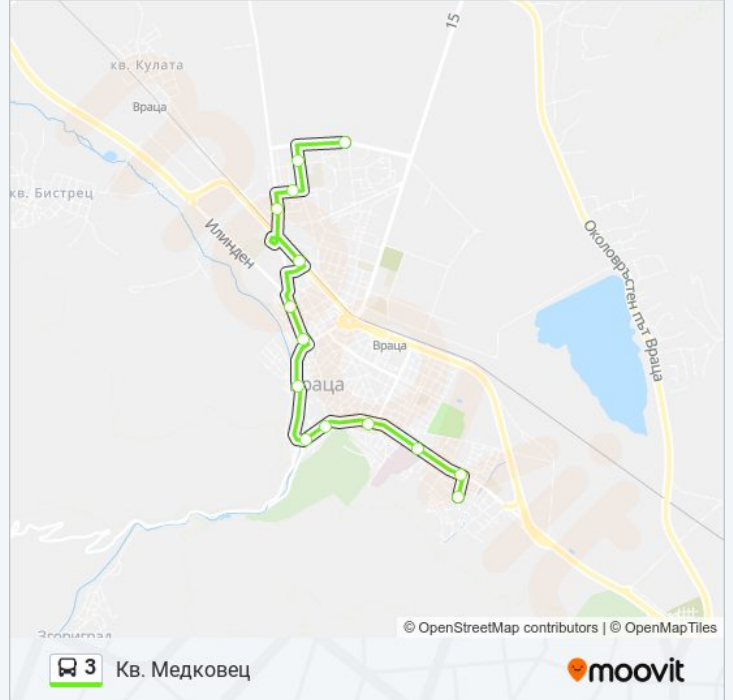 15
кв. Кулата
Враца
кв. Бистрец
Илинден
Околовръстен път Враца
Враца
раца
Згориград
© OpenStreetMap contributors | © OpenMapTiles
3 Кв. Медковец
moovit